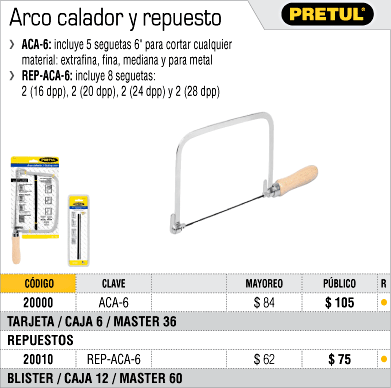 Arco calador y repuesto
PRETUL®
❯ ACA-6: incluye 5 seguetas 6" para cortar cualquier
material: extrafina, fina, mediana y para metal
❯ REP-ACA-6: incluye 8 seguetas:
2 (16 dpp), 2 (20 dpp), 2 (24 dpp) y 2 (28 dpp)
PRETUL
CÓDIGO CLAVE MAYOREO PÚBLICO R
20000 ACA-6 $ 84 $ 105 •
TARJETA / CAJA 6 / MASTER 36
REPUESTOS
20010 REP-ACA-6 $ 62 $ 75 •
BLISTER / CAJA 12 / MASTER 60